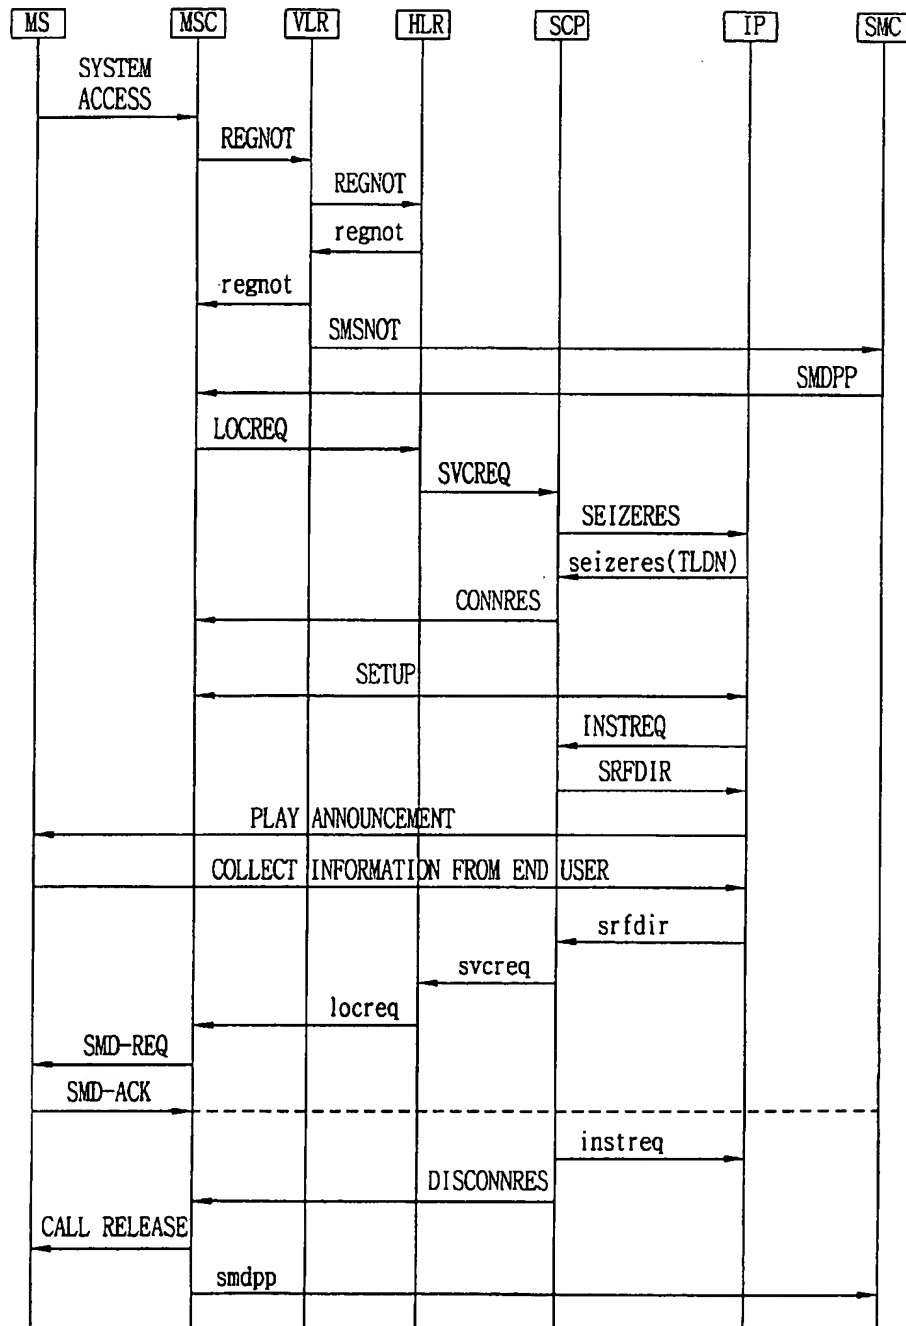 MS MSC VLR HLR SCP IP SMC
SYSTEM
ACCESS
REGNOT
REGNOT
regnot
regnot
SMSNOT
SMDPP
LOCREQ
SVCREQ
SEIZERES
seizeres(TLDN)
CONNRES
SETUP
INSTREQ
SRFDIR
PLAY ANNOUNCEMENT
COLLECT INFORMATION FROM END USER
srfdir
svcreq
locreq
SMD-REQ
SMD-ACK
instreq
DISCONNRES
CALL RELEASE
smdpp